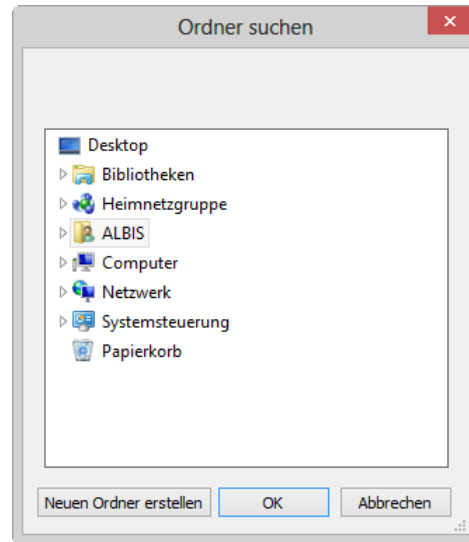 Ordner suchen
Desktop
Bibliotheken
Heimnetzgruppe
ALBIS
Computer
Netzwerk
Systemsteuerung
Papierkorb
Neuen Ordner erstellen OK Abbrechen